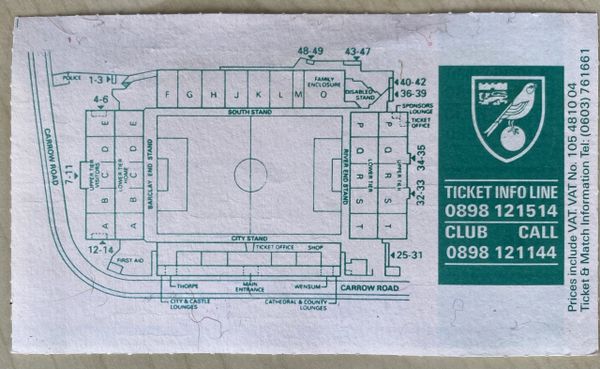 48-49
43-47
POLICE
1-3
40-42
36-39
F G H J K L M O
FAMILY
ENCLOSURE
DISABLED
STAND
SPONSORS
LOUNGE
TICKET
OFFICE
4-6
SOUTH STAND
CARROW ROAD
7-11
UPPER TIER
VISITORS
A B C D E
LOWER TIER
HOME
A B C D E
BARCLAY END STAND
RIVER END STAND
P Q R S T
LOWER TIER
P Q R S T
UPPER TIER
34-35
32-33
12-14
CITY STAND
25-31
TICKET OFFICE
SHOP
FIRST AID
THORPE
MAIN
ENTRANCE
WENSUM
CARROW ROAD
CITY & CASTLE
LOUNGES
CATHEDRAL & COUNTY
LOUNGES
TICKET INFO LINE
0898 121514
CLUB CALL
0898 121144
Prices include VAT. VAT No. 105 4810 04
Ticket & Match Information Tel: (0603) 761661